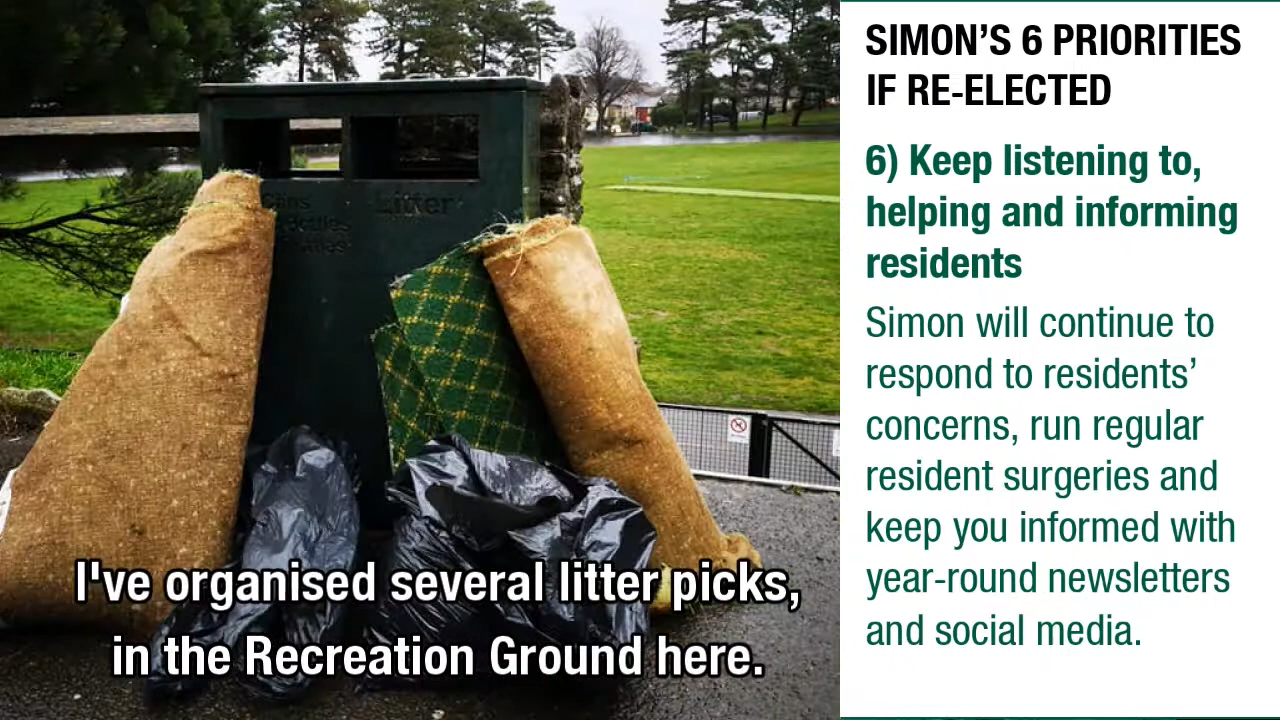 SIMON’S 6 PRIORITIES
IF RE-ELECTED
6) Keep listening to,
helping and informing
residents
Simon will continue to
respond to residents’
concerns, run regular
resident surgeries and
keep you informed with
year-round newsletters
and social media.
Cans
Bottles
Litter
I've organised several litter picks,
in the Recreation Ground here.